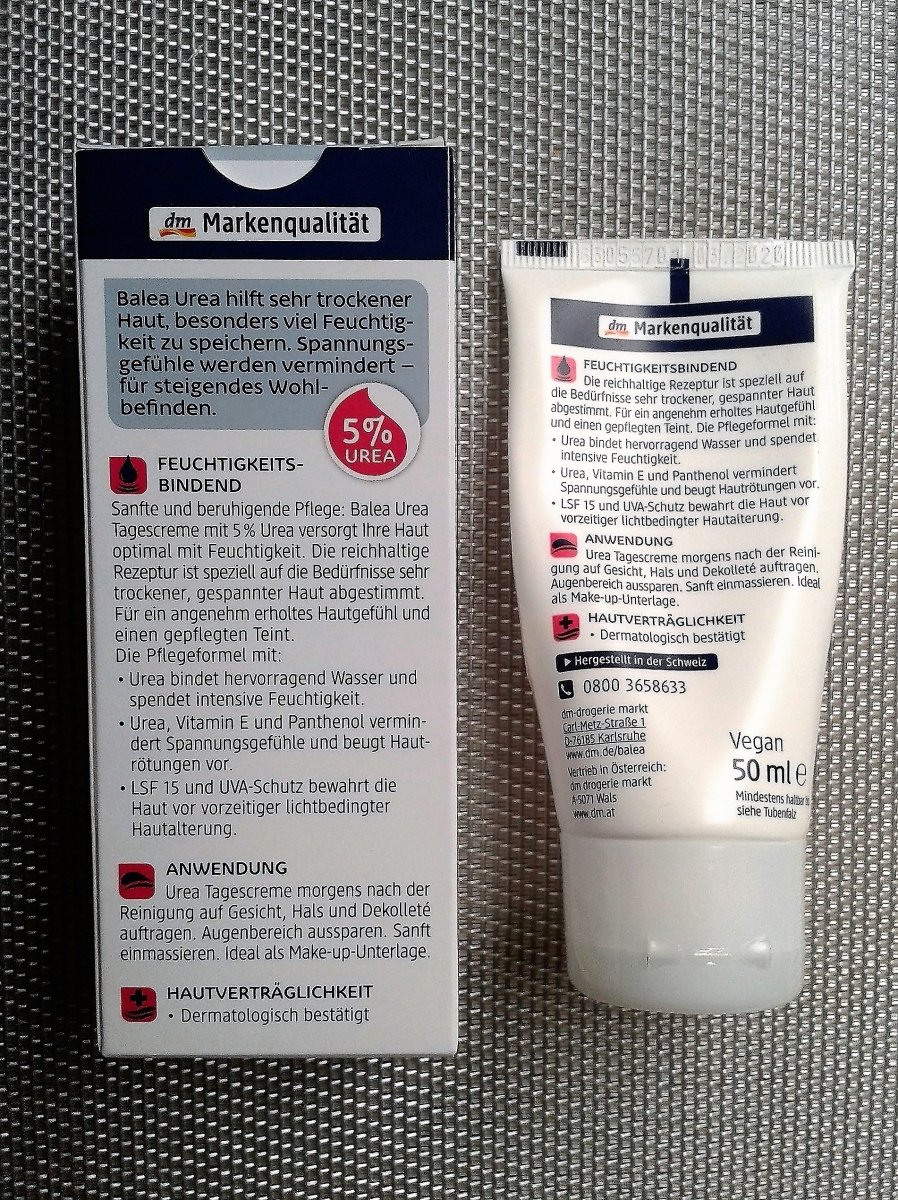 dm Markenqualität
Balea Urea hilft sehr trockener
Haut, besonders viel Feuchtig-
keit zu speichern. Spannungs-
gefühle werden vermindert –
für steigendes Wohl-
befinden.
5%
UREA
FEUCHTIGKEITS-
BINDEND
Sanfte und beruhigende Pflege: Balea Urea
Tagescreme mit 5% Urea versorgt Ihre Haut
optimal mit Feuchtigkeit. Die reichhaltige
Rezeptur ist speziell auf die Bedürfnisse sehr
trockener, gespannter Haut abgestimmt.
Für ein angenehm erholtes Hautgefühl und
einen gepflegten Teint.
Die Pflegeformel mit:
• Urea bindet hervorragend Wasser und
spendet intensive Feuchtigkeit.
• Urea, Vitamin E und Panthenol vermin-
dert Spannungsgefühle und beugt Haut-
rötungen vor.
• LSF 15 und UVA-Schutz bewahrt die
Haut vor vorzeitiger lichtbedingter
Hautalterung.
ANWENDUNG
Urea Tagescreme morgens nach der
Reinigung auf Gesicht, Hals und Dekolleté
auftragen. Augenbereich aussparen. Sanft
einmassieren. Ideal als Make-up-Unterlage.
HAUTVERTRÄGLICHKEIT
• Dermatologisch bestätigt
03.2020
dm Markenqualität
FEUCHTIGKEITSBINDEND
Die reichhaltige Rezeptur ist speziell auf
die Bedürfnisse sehr trockener, gespannter Haut
abgestimmt. Für ein angenehm erholtes Hautgefühl
und einen gepflegten Teint. Die Pflegeformel mit:
• Urea bindet hervorragend Wasser und spendet
intensive Feuchtigkeit.
• Urea, Vitamin E und Panthenol vermindert
Spannungsgefühle und beugt Hautrötungen vor.
• LSF 15 und UVA-Schutz bewahrt die Haut vor
vorzeitiger lichtbedingter Hautalterung.
ANWENDUNG
Urea Tagescreme morgens nach der Reini-
gung auf Gesicht, Hals und Dekolleté auftragen.
Augenbereich aussparen. Sanft einmassieren. Ideal
als Make-up-Unterlage.
HAUTVERTRÄGLICHKEIT
• Dermatologisch bestätigt
Hergestellt in der Schweiz
0800 3658633
dm-drogerie markt
Carl-Metz-Straße 1
D-76185 Karlsruhe
www.dm.de/balea
Vertrieb in Österreich:
dm drogerie markt
A-5071 Wals
www.dm.at
Vegan
50 ml e
Mindestens haltbar
siehe Tubenfalz